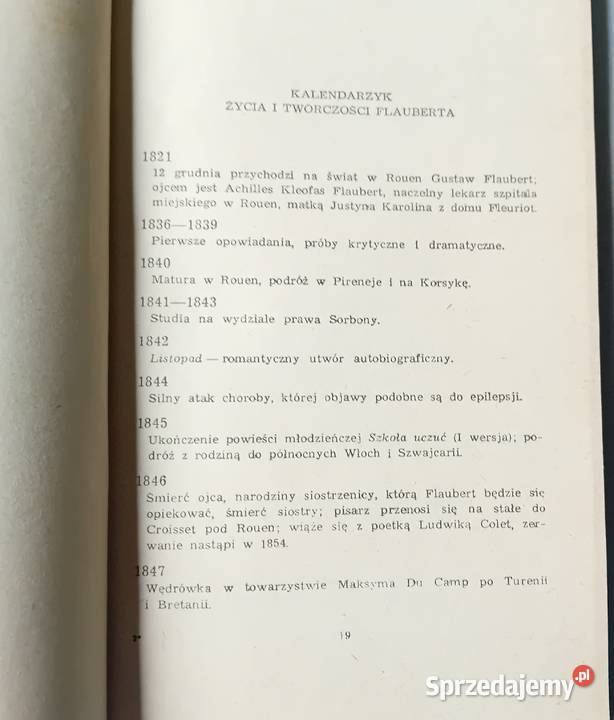 KALENDARZYK
ŻYCIA I TWÓRCZOŚCI FLAUBERTA
1821
12 grudnia przychodzi na świat w Rouen Gustaw Flaubert;
ojcem jest Achilles Kleofas Flaubert, naczelny lekarz szpitala
miejskiego w Rouen, matką Justyna Karolina z domu Fleuriot.
1836—1839
Pierwsze opowiadania, próby krytyczne i dramatyczne.
1840
Matura w Rouen, podróż w Pireneje i na Korsykę.
1841—1843
Studia na wydziale prawa Sorbony.
1842
Listopad — romantyczny utwór autobiograficzny.
1844
Silny atak choroby, której objawy podobne są do epilepsji.
1845
Ukończenie powieści młodzieńczej Szkoła uczuć (I wersja); po-
dróż z rodziną do północnych Włoch i Szwajcarii.
1846
Śmierć ojca, narodziny siostrzenicy, którą Flaubert będzie się
opiekować, śmierć siostry; pisarz przenosi się na stałe do
Croisset pod Rouen; wiąże się z poetką Ludwiką Colet, zer-
wanie nastąpi w 1854.
1847
Wędrówka w towarzystwie Maksyma Du Camp po Turenii
i Bretanii.
2*
19
Sprzedajemy.pl